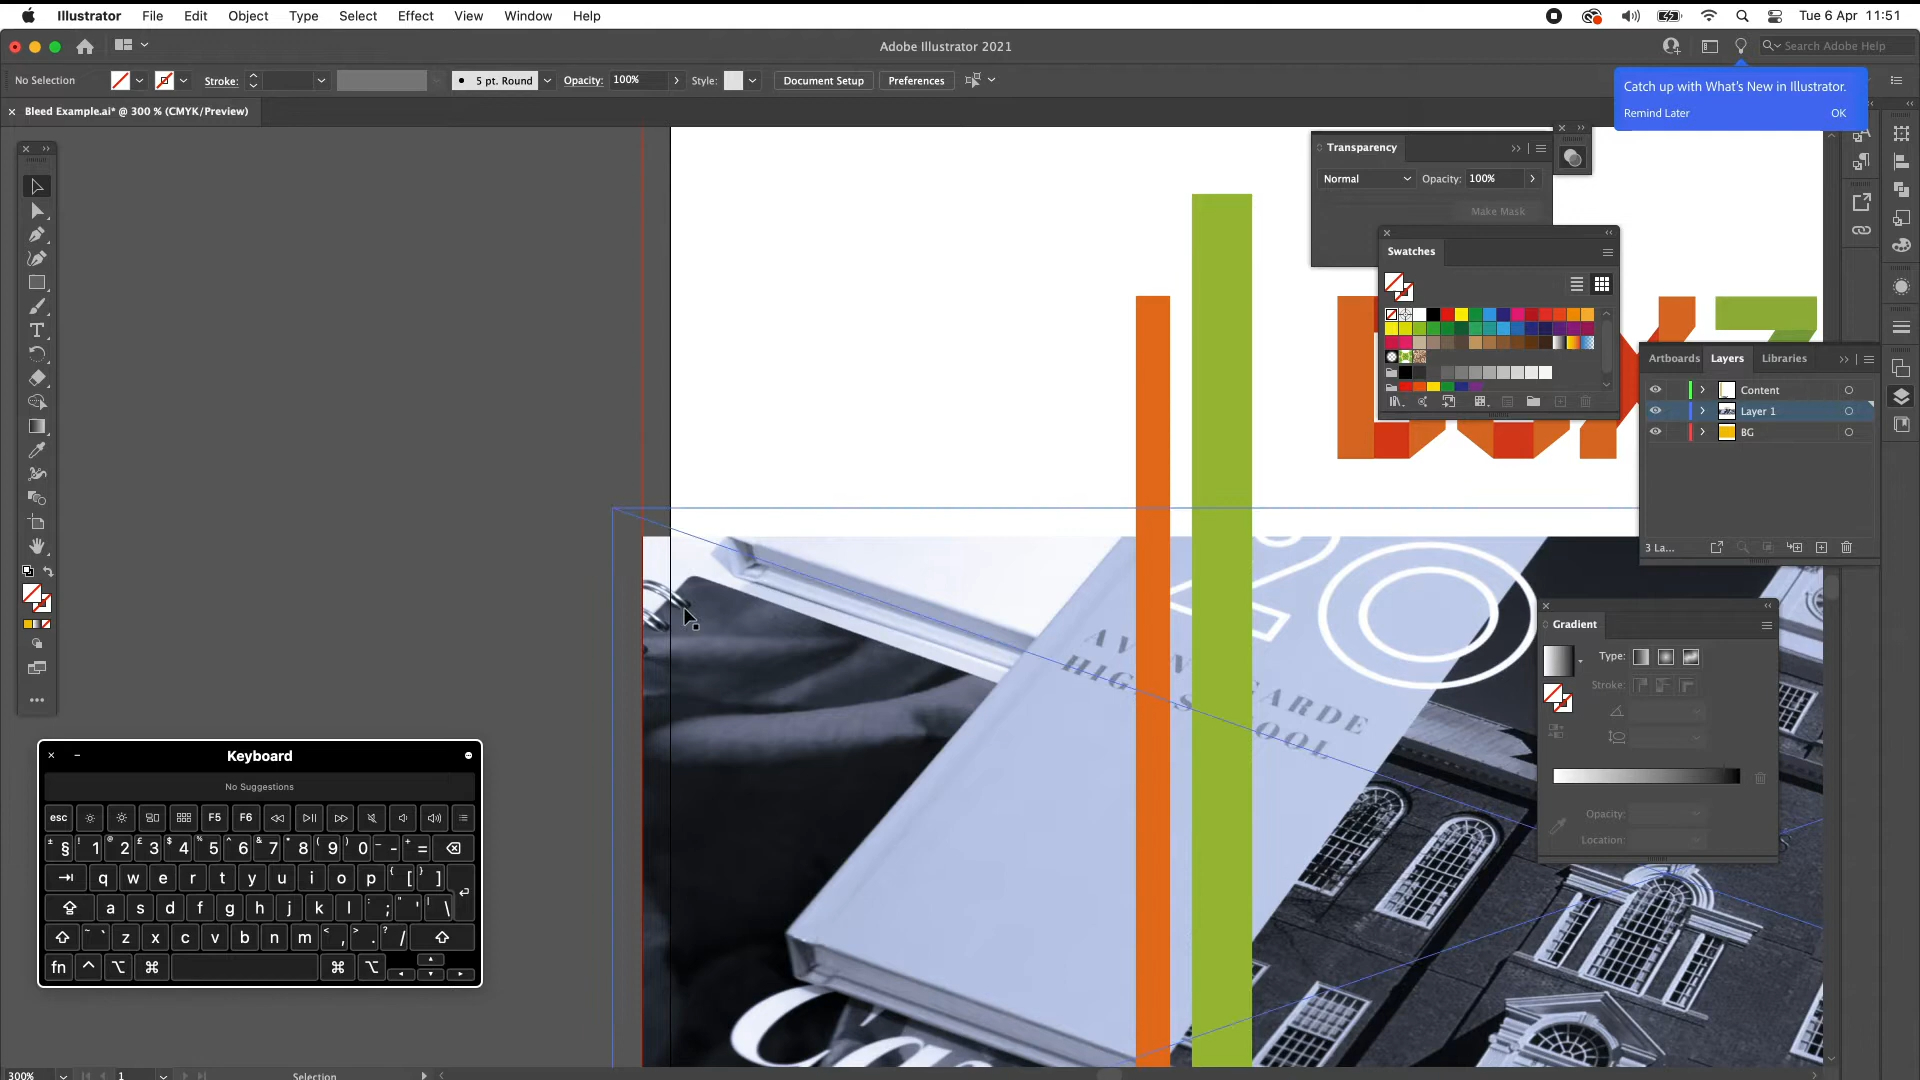 Illustrator File Edit Object Type Select Effect View Window Help
Tue 6 Apr 11:51
Adobe Illustrator 2021
Search Adobe Help
No Selection
Stroke:
5 pt. Round
Opacity: 100%
Style:
Document Setup
Preferences
Catch up with What's New in Illustrator.
Remind Later OK
Bleed Example.ai* @ 300 % (CMYK/Preview)
Transparency
Normal
Opacity: 100%
Make Mask
Swatches
Artboards Layers Libraries
Content
Layer 1
BG
3 La...
20
HIGH
Gradient
Type:
Stroke:
Opacity:
Location:
Keyboard
No Suggestions
esc F5 F6
± § ! 1 @ 2 £ 3 $ 4 % 5 ^ 6 & 7 * 8 ( 9 ) 0 _ - + =
q w e r t y u i o p { [ } ]
a s d f g h j k l : ; " ' | \
~ ` z x c v b n m < , > . ? /
fn
300% 1 Selection